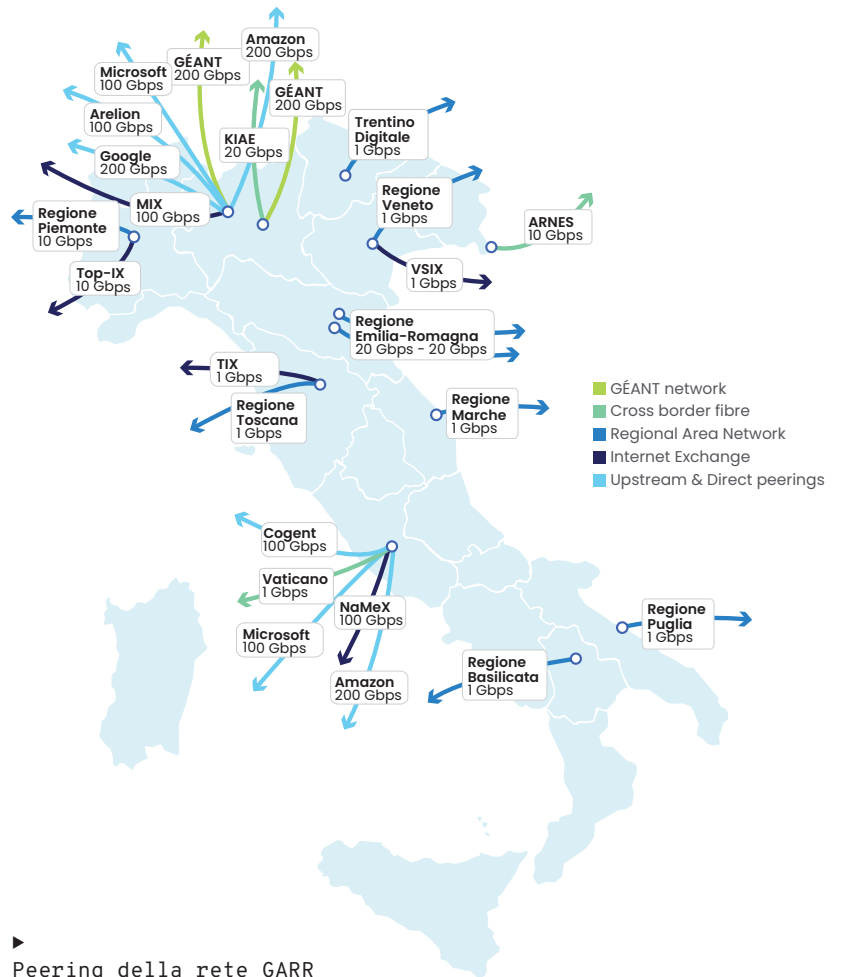 Amazon
200 Gbps
GÉANT
200 Gbps
Microsoft
100 Gbps
GÉANT
200 Gbps
Arelion
100 Gbps
Trentino
Digitale
1 Gbps
KIAE
20 Gbps
Google
200 Gbps
Regione
Veneto
1 Gbps
MIX
100 Gbps
Regione
Piemonte
10 Gbps
ARNES
10 Gbps
Top-IX
10 Gbps
VSIX
1 Gbps
Regione
Emilia-Romagna
20 Gbps - 20 Gbps
TIX
1 Gbps
Regione
Toscana
1 Gbps
Regione
Marche
1 Gbps
GÉANT network
Cross border fibre
Regional Area Network
Internet Exchange
Upstream & Direct peerings
Cogent
100 Gbps
Vaticano
1 Gbps
NaMeX
100 Gbps
Microsoft
100 Gbps
Amazon
200 Gbps
Regione
Puglia
1 Gbps
Regione
Basilicata
1 Gbps
Peering della rete GARR